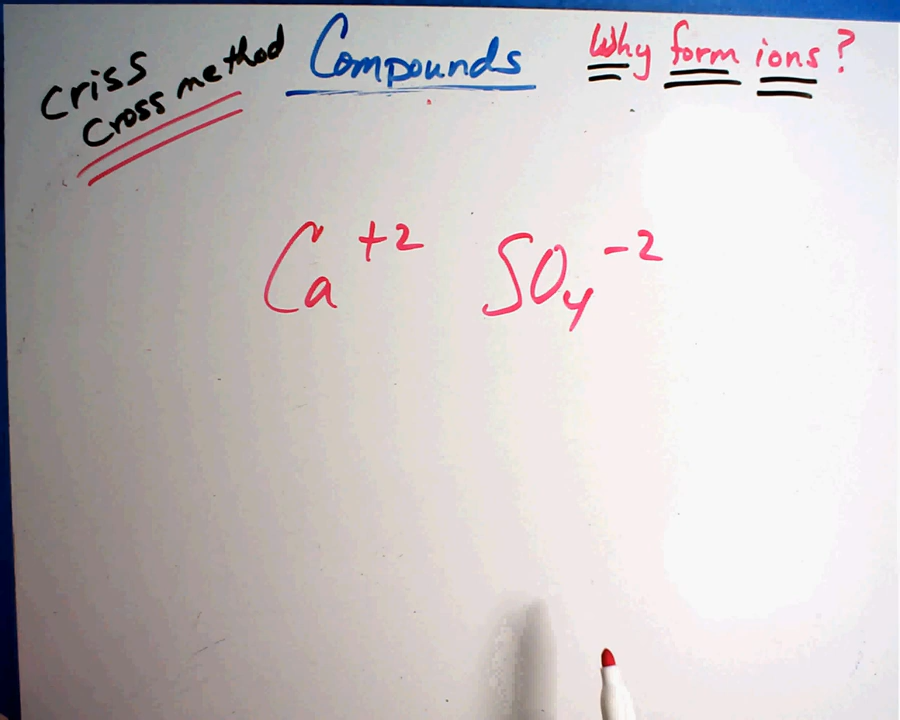 Criss
Cross method
Compounds
Why form ions?
Ca⁺² SO₄⁻²